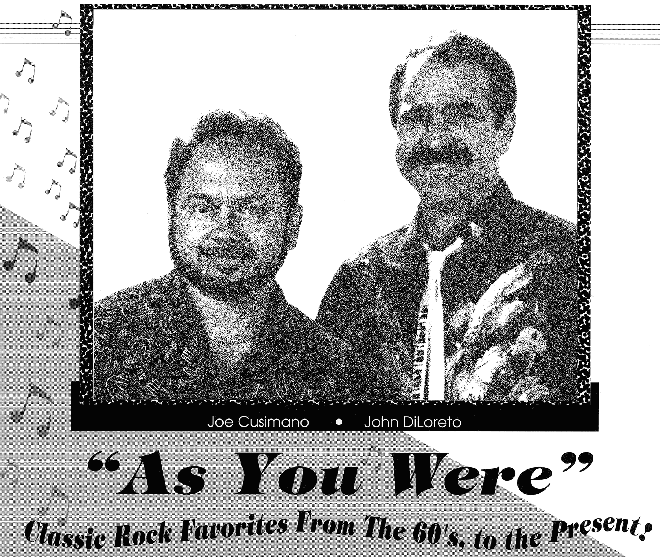 Joe Cusimano • John DiLoreto
“As You Were”
Classic Rock Favorites From The 60's, to the Present!